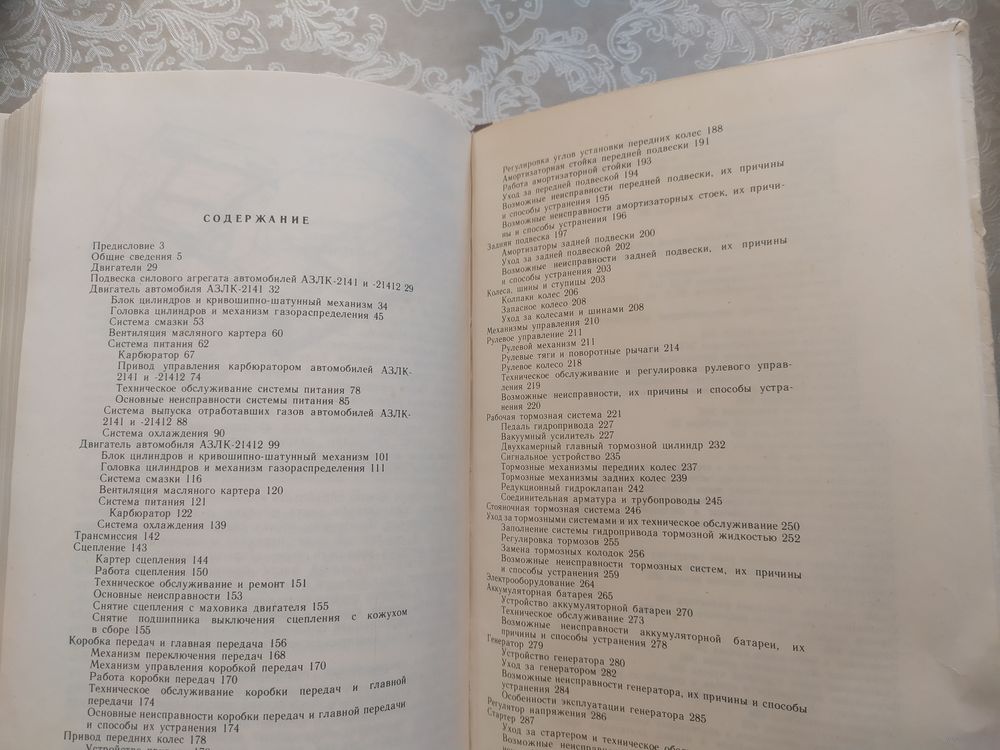 СОДЕРЖАНИЕ
Предисловие 3
Общие сведения 5
Двигатели 29
Подвеска силового агрегата автомобилей АЗЛК-2141 и -21412 29
Двигатель автомобиля АЗЛК-2141 32
Блок цилиндров и кривошипно-шатунный механизм 34
Головка цилиндров и механизм газораспределения 45
Система смазки 53
Вентиляция масляного картера 60
Система питания 62
Карбюратор 67
Привод управления карбюратором автомобилей АЗЛК-
2141 и -21412 74
Техническое обслуживание системы питания 78
Основные неисправности системы питания 85
Система выпуска отработавших газов автомобилей АЗЛК-
2141 и -21412 88
Система охлаждения 90
Двигатель автомобиля АЗЛК-21412 99
Блок цилиндров и кривошипно-шатунный механизм 101
Головка цилиндров и механизм газораспределения 111
Система смазки 116
Вентиляция масляного картера 120
Система питания 121
Карбюратор 122
Система охлаждения 139
Трансмиссия 142
Сцепление 143
Картер сцепления 144
Работа сцепления 150
Техническое обслуживание и ремонт 151
Основные неисправности 153
Снятие сцепления с маховика двигателя 155
Снятие подшипника выключения сцепления с кожухом
в сборе 155
Коробка передач и главная передача 156
Механизм переключения передач 168
Механизм управления коробкой передач 170
Работа коробки передач 170
Техническое обслуживание коробки передач и главной
передачи 174
Основные неисправности коробки передач и главной передачи
и способы их устранения 174
Привод передних колес 178
Регулировка углов установки передних колес 188
Амортизаторная стойка передней подвески 191
Работа амортизаторной стойки 193
Уход за передней подвеской 194
Возможные неисправности передней подвески, их причины
и способы устранения 195
Возможные неисправности амортизаторных стоек, их причи-
ны и способы устранения 196
Задняя подвеска 197
Амортизаторы задней подвески 200
Уход за задней подвеской 202
Возможные неисправности задней подвески, их причины
и способы устранения 203
Колеса, шины и ступицы 203
Колпаки колес 206
Запасное колесо 208
Уход за колесами и шинами 208
Механизмы управления 210
Рулевое управление 211
Рулевой механизм 211
Рулевые тяги и поворотные рычаги 214
Рулевое колесо 218
Техническое обслуживание и регулировка рулевого управ-
ления 219
Возможные неисправности, их причины и способы устра-
нения 220
Рабочая тормозная система 221
Педаль гидропривода 227
Вакуумный усилитель 227
Двухкамерный главный тормозной цилиндр 232
Сигнальное устройство 235
Тормозные механизмы передних колес 237
Тормозные механизмы задних колес 239
Редукционный гидроклапан 242
Соединительная арматура и трубопроводы 245
Стояночная тормозная система 246
Уход за тормозными системами и их техническое обслуживание 250
Заполнение системы гидропривода тормозной жидкостью 252
Регулировка тормозов 255
Замена тормозных колодок 256
Возможные неисправности тормозных систем, их причины
и способы устранения 259
Электрооборудование 264
Аккумуляторная батарея 265
Устройство аккумуляторной батареи 270
Техническое обслуживание 273
Возможные неисправности аккумуляторной батареи, их
причины и способы устранения 278
Генератор 279
Устройство генератора 280
Уход за генератором 282
Возможные неисправности генератора, их причины и способы
устранения 284
Особенности эксплуатации генератора 285
Регулятор напряжения 286
Стартер 287
Уход за стартером и техническое
Возможные